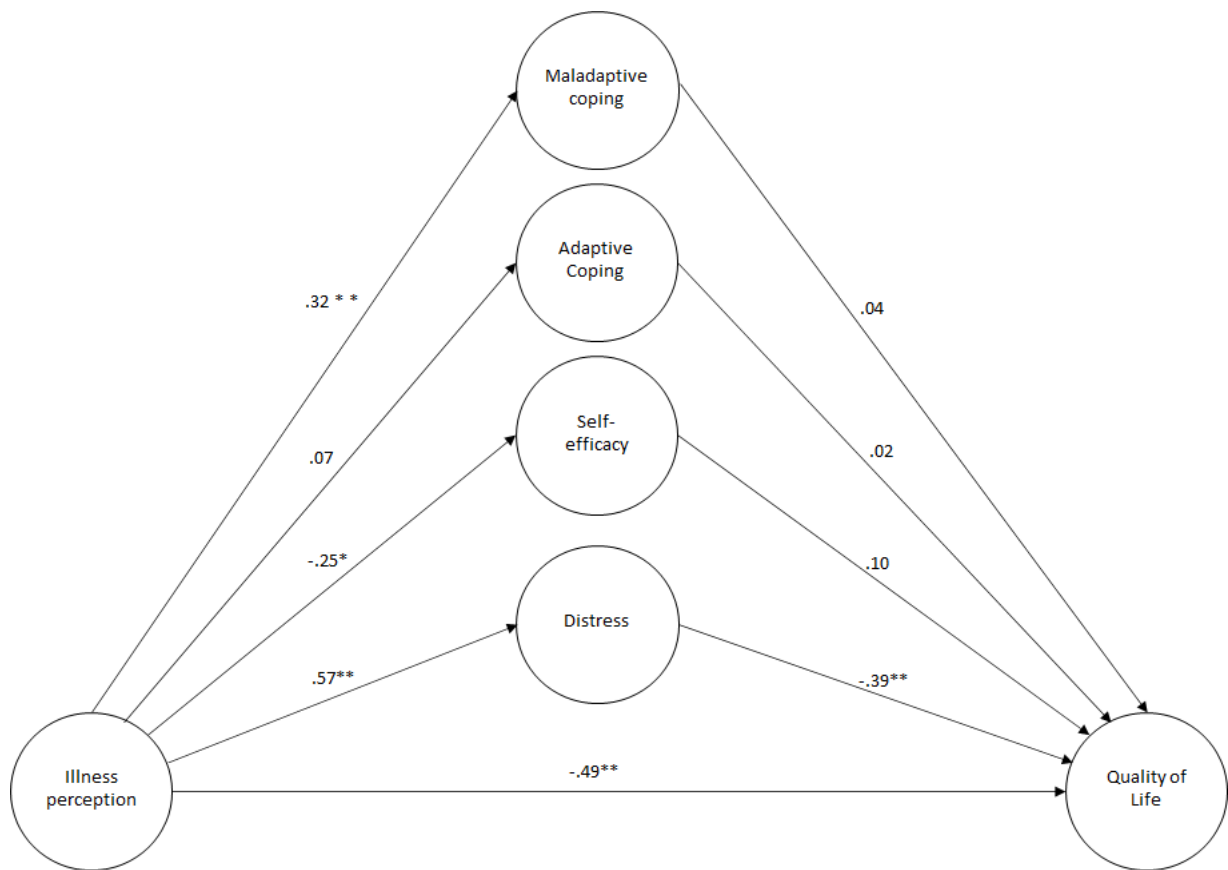 Maladaptive
coping
Adaptive
Coping
.32 * *
.04
Self-
efficacy
.07
.02
-.25*
.10
Distress
.57**
-.39**
-.49**
Illness
perception
Quality of
Life